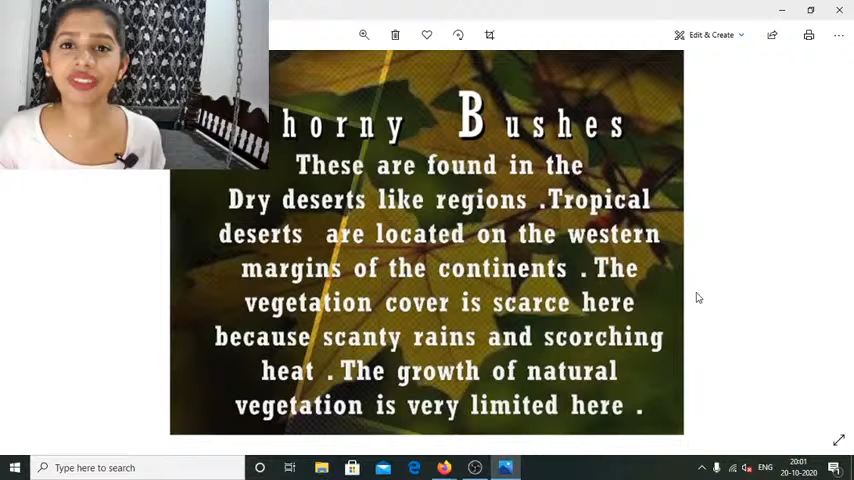 Edit & Create
horny Bushes
These are found in the
Dry deserts like regions .Tropical
deserts are located on the western
margins of the continents . The
vegetation cover is scarce here
because scanty rains and scorching
heat . The growth of natural
vegetation is very limited here .
Type here to search
ENG
20:01
20-10-2020